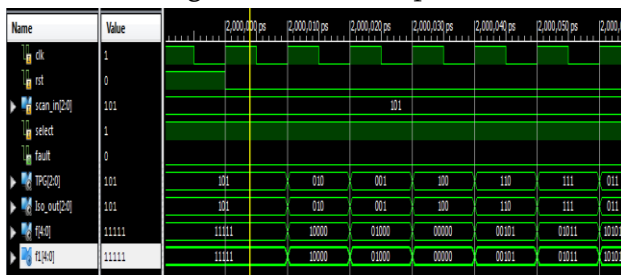 Name Value 2,000,000 ps 2,000,010 ps 2,000,020 ps 2,000,030 ps 2,000,040 ps 2,000,050 ps
clk 1
rst 0
scan_in[2:0] 101 101
select 1
fault 0
TPG[2:0] 101 101 010 001 100 110 111 011
Iso_out[2:0] 101 101 010 001 100 110 111 011
f[4:0] 11111 11111 10000 01000 00000 00101 01011 10101
f1[4:0] 11111 11111 10000 01000 00000 00101 01011 10101